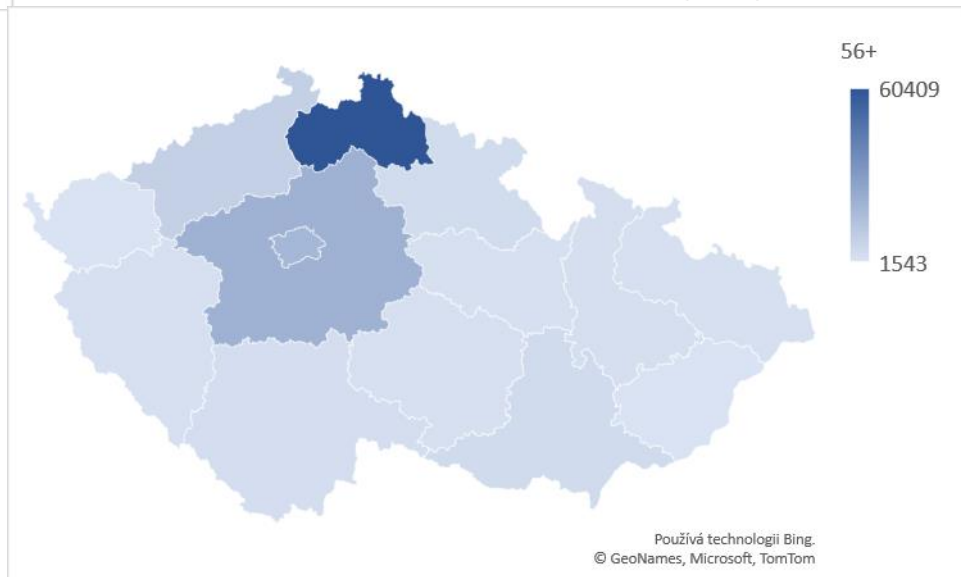 56+
60409
1543
Používá technologii Bing.
© GeoNames, Microsoft, TomTom